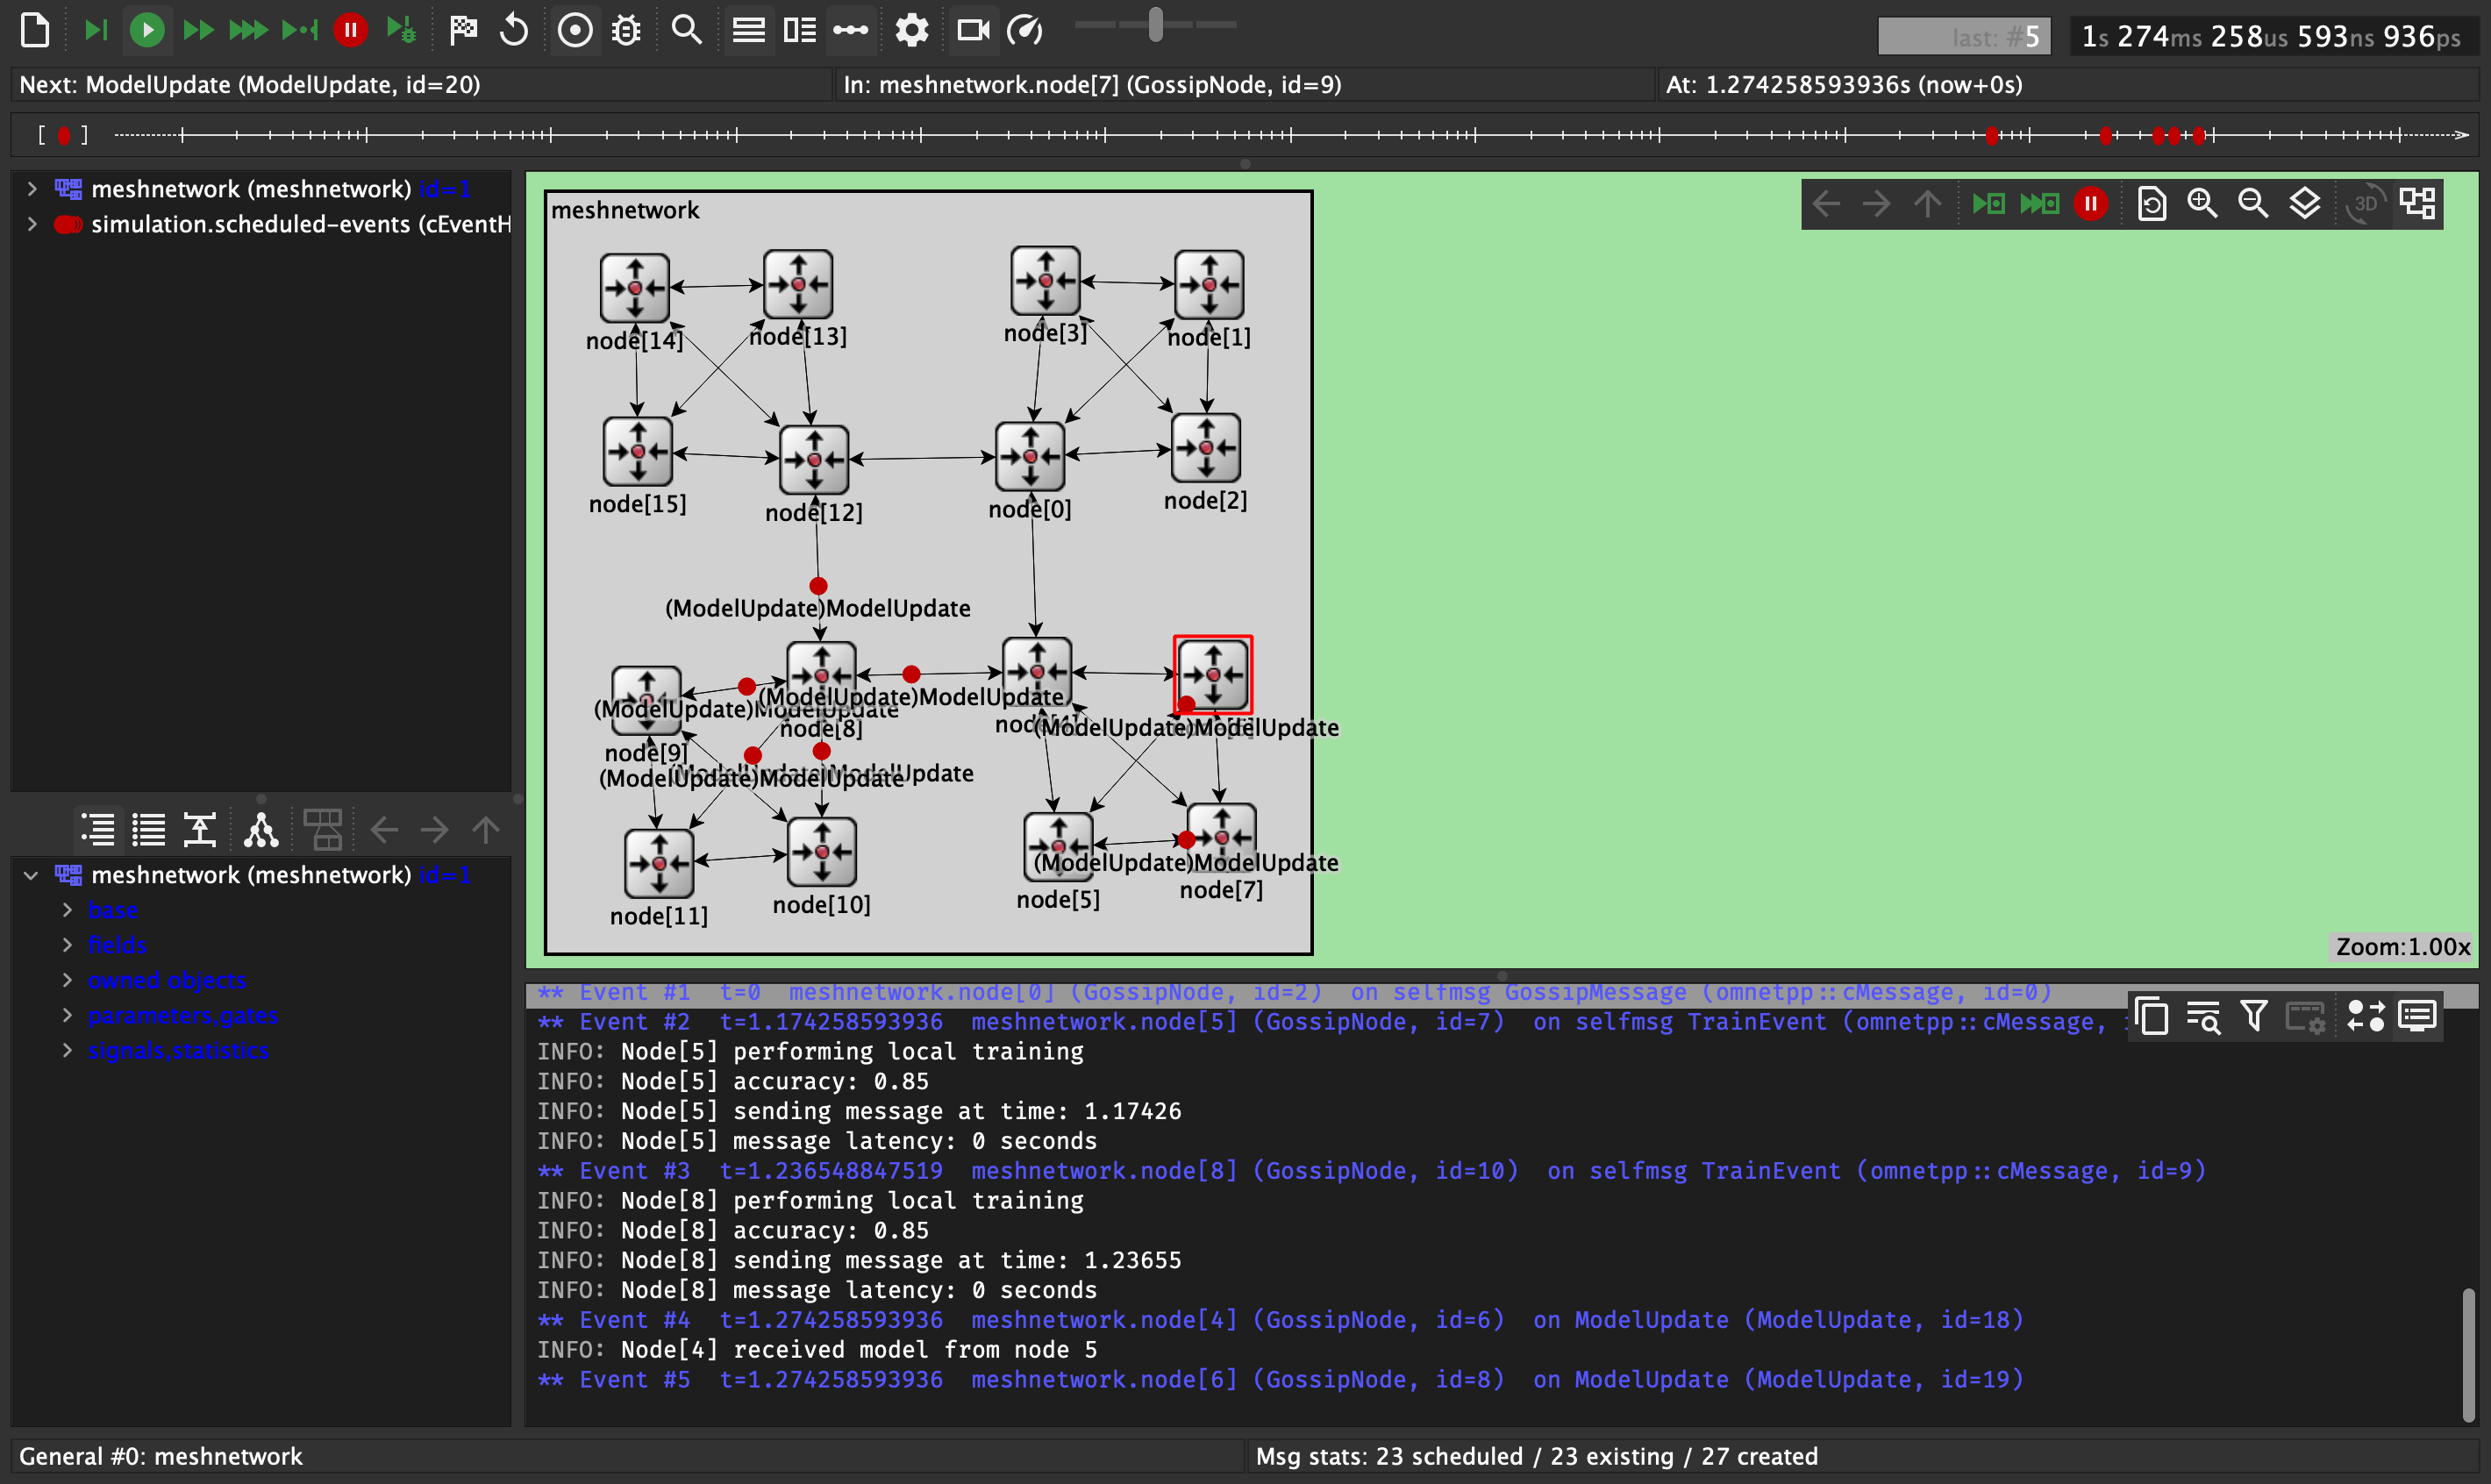 last: #5
1s 274ms 258us 593ns 936ps
Next: ModelUpdate (ModelUpdate, id=20)
In: meshnetwork.node[7] (GossipNode, id=9)
At: 1.274258593936s (now+0s)
[ ]
meshnetwork (meshnetwork) id=1
simulation.scheduled-events (cEventH
meshnetwork
3D
node[14]
node[13]
node[3]
node[1]
node[15]
node[12]
node[0]
node[2]
(ModelUpdate)ModelUpdate
(ModelUpdate)ModelUpdate
(ModelUpdate)ModelUpdate
node[8]
(ModelUpdate)ModelUpdate
node[9]
(ModelUpdate)ModelUpdate
(ModelUpdate)ModelUpdate
(ModelUpdate)ModelUpdate
node[5]
node[7]
node[11]
node[10]
Zoom:1.00x
meshnetwork (meshnetwork) id=1
base
fields
owned objects
parameters,gates
signals,statistics
** Event #1 t=0 meshnetwork.node[0] (GossipNode, id=2) on selfmsg GossipMessage (omnetpp::cMessage, id=0)
** Event #2 t=1.174258593936 meshnetwork.node[5] (GossipNode, id=7) on selfmsg TrainEvent (omnetpp::cMessage,
INFO: Node[5] performing local training
INFO: Node[5] accuracy: 0.85
INFO: Node[5] sending message at time: 1.17426
INFO: Node[5] message latency: 0 seconds
** Event #3 t=1.236548847519 meshnetwork.node[8] (GossipNode, id=10) on selfmsg TrainEvent (omnetpp::cMessage, id=9)
INFO: Node[8] performing local training
INFO: Node[8] accuracy: 0.85
INFO: Node[8] sending message at time: 1.23655
INFO: Node[8] message latency: 0 seconds
** Event #4 t=1.274258593936 meshnetwork.node[4] (GossipNode, id=6) on ModelUpdate (ModelUpdate, id=18)
INFO: Node[4] received model from node 5
** Event #5 t=1.274258593936 meshnetwork.node[6] (GossipNode, id=8) on ModelUpdate (ModelUpdate, id=19)
General #0: meshnetwork
Msg stats: 23 scheduled / 23 existing / 27 created